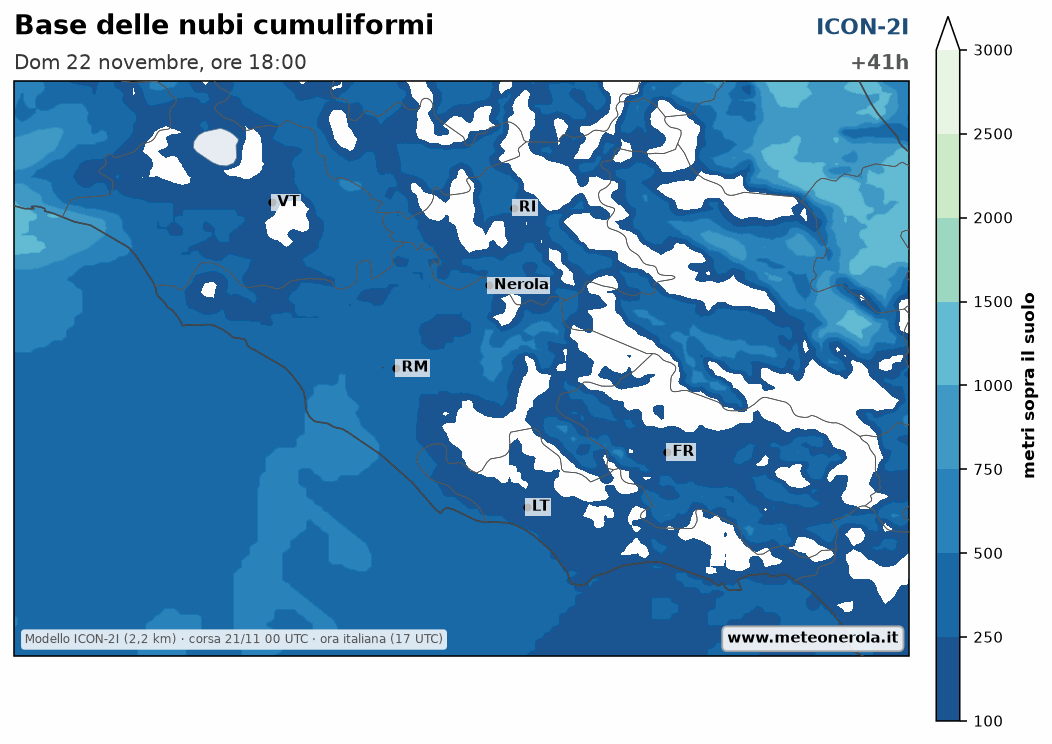 Base delle nubi cumuliformi
ICON-2I
Dom 22 novembre, ore 18:00
+41h
3000
2500
2000
1500
1000
750
500
250
100
metri sopra il suolo
VT
RI
Nerola
RM
FR
LT
Modello ICON-2I (2,2 km) · corsa 21/11 00 UTC · ora italiana (17 UTC)
www.meteonerola.it